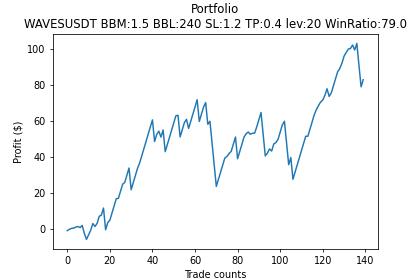 Portfolio
WAVESUSDT BBM:1.5 BBL:240 SL:1.2 TP:0.4 lev:20 WinRatio:79.0
100
80
60
40
20
0
Profit ($)
0 20 40 60 80 100 120 140
Trade counts